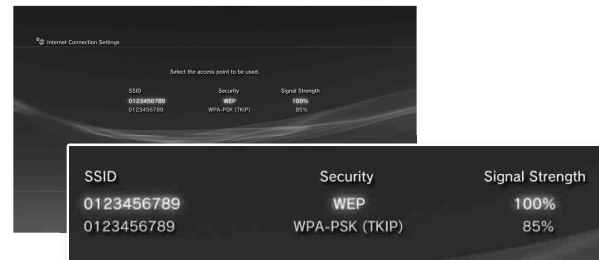 Internet Connection Settings
Select the access point to be used.
SSID Security Signal Strength
0123456789 WEP 100%
0123456789 WPA-PSK (TKIP) 85%
SSID Security Signal Strength
0123456789 WEP 100%
0123456789 WPA-PSK (TKIP) 85%